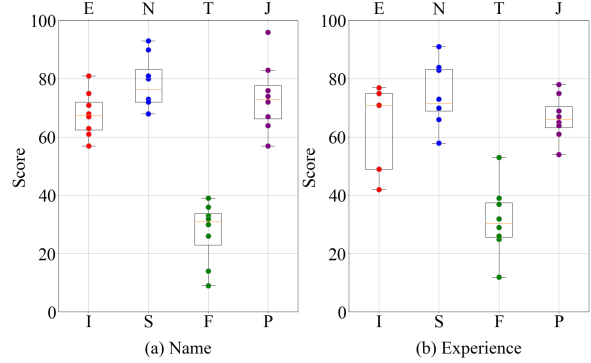 E N T J E N T J
100 100
80 80
60 60
40 40
20 20
0 0
Score Score
I S F P I S F P
(a) Name (b) Experience